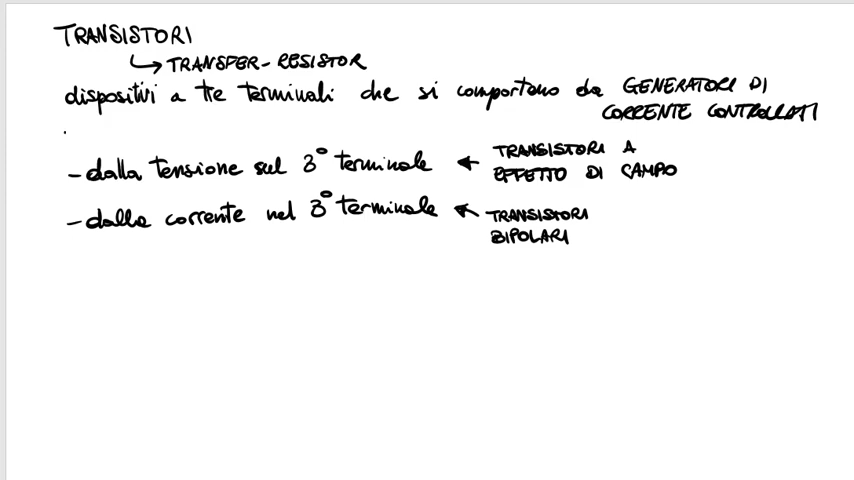 TRANSISTORI
↳ TRANSFER-RESISTOR
dispositivi a tre terminali che si comportano da GENERATORI DI
CORRENTE CONTROLLATI
- dalla tensione sul 3° terminale ← TRANSISTORI A
EFFETTO DI CAMPO
- dalla corrente nel 3° terminale ← TRANSISTORI
BIPOLARI